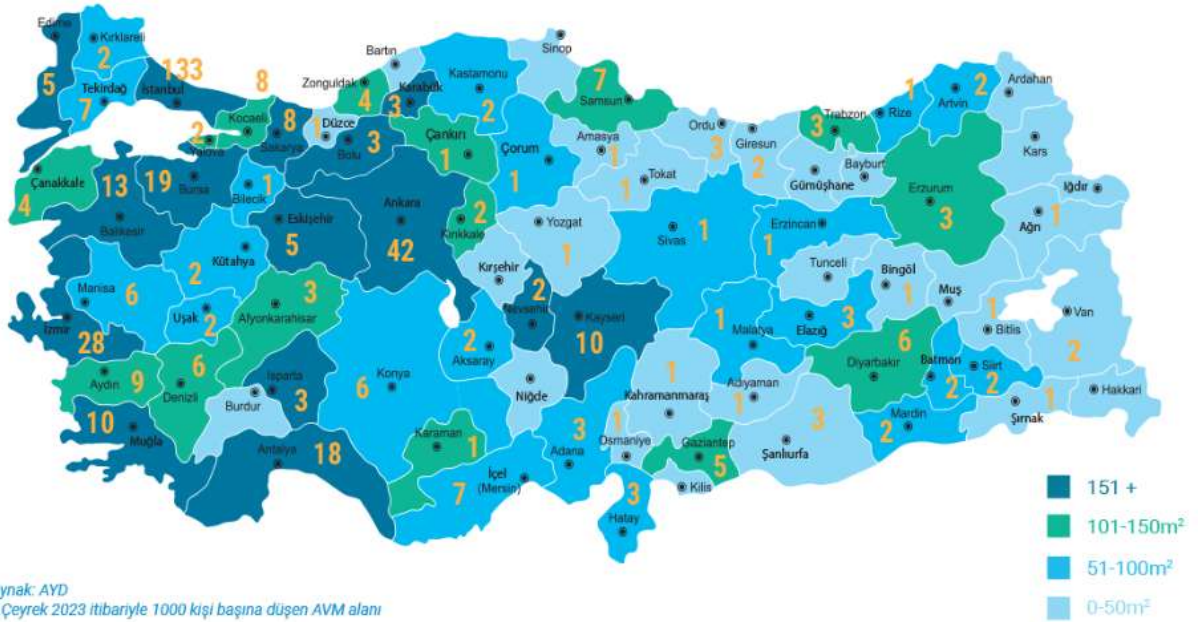 Edirne
5
Kırklareli
2
Tekirdağ
7
133
İstanbul
8
Kocaeli
2
Yalova
8
Sakarya
1
Düzce
Zonguldak
4
Bartın
3
Karabük
Bolu
3
Kastamonu
2
Sinop
7
Samsun
Çankırı
1
Çorum
1
Amasya
1
Tokat
1
Ordu
3
Giresun
2
Gümüşhane
Trabzon
3
1
Rize
Bayburt
Artvin
2
Ardahan
Kars
Erzurum
3
Iğdır
Ağrı
1
Çanakkale
4
13
Balıkesir
19
Bursa
Bilecik
1
Eskişehir
5
Ankara
42
Kırıkkale
2
Yozgat
1
Kırşehir
Sivas
1
Erzincan
1
Tunceli
Bingöl
1
Muş
1
Bitlis
Van
2
Hakkari
Kütahya
2
Manisa
6
Uşak
2
Afyonkarahisar
3
İzmir
28
Aydın
9
Denizli
6
Burdur
Isparta
3
10
Muğla
Antalya
18
Konya
6
2
Aksaray
2
Nevşehir
Kayseri
10
Niğde
Karaman
1
7
İçel
(Mersin)
Adana
3
3
Hatay
1
Osmaniye
1
Kahramanmaraş
Gaziantep
5
Kilis
1
Malatya
Adıyaman
1
Elazığ
3
6
Diyarbakır
Şanlıurfa
3
Batman
2
Siirt
2
Mardin
2
Şırnak
1
151 +
101-150m²
51-100m²
0-50m²
ynak: AYD
Çeyrek 2023 itibariyle 1000 kişi başına düşen AVM alanı